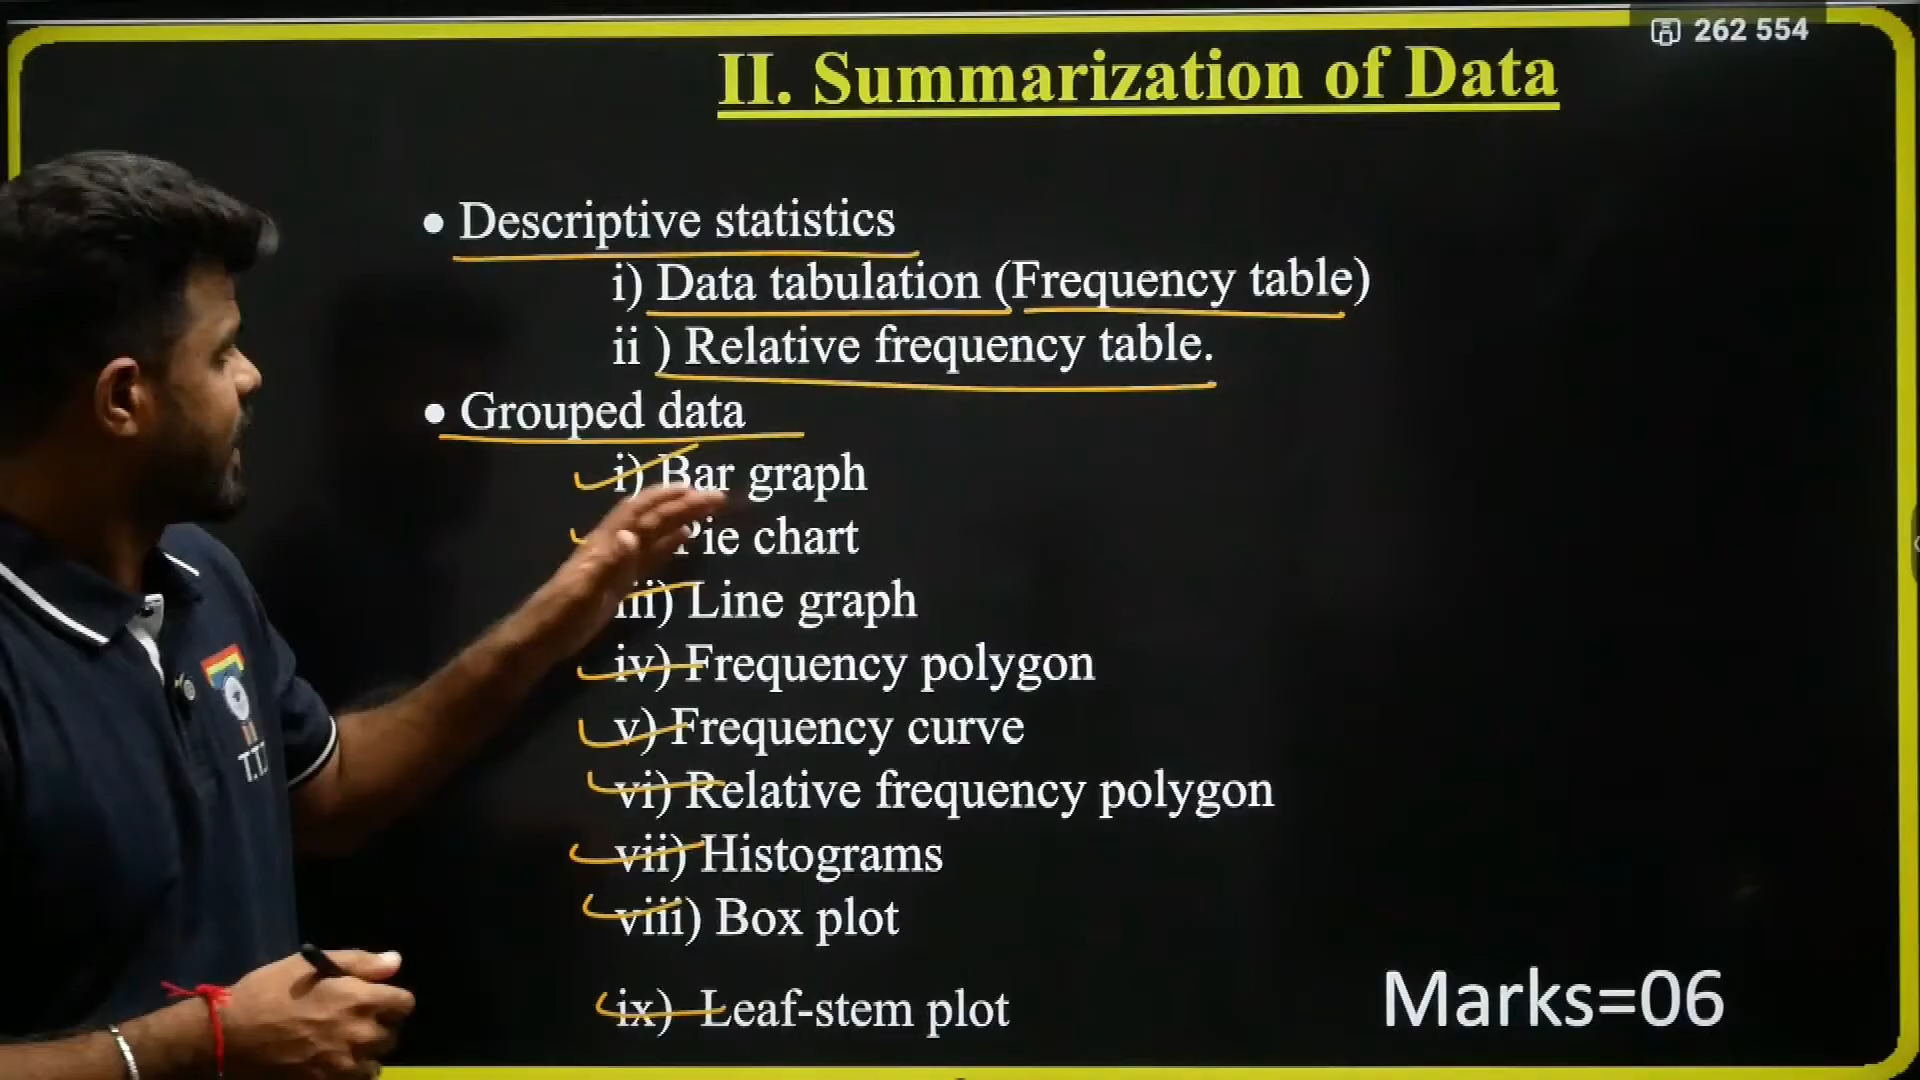 262 554
II. Summarization of Data
• Descriptive statistics
i) Data tabulation (Frequency table)
ii ) Relative frequency table.
• Grouped data
i) Bar graph
Pie chart
iii) Line graph
iv) Frequency polygon
v) Frequency curve
vi) Relative frequency polygon
vii) Histograms
viii) Box plot
ix) Leaf-stem plot
Marks=06